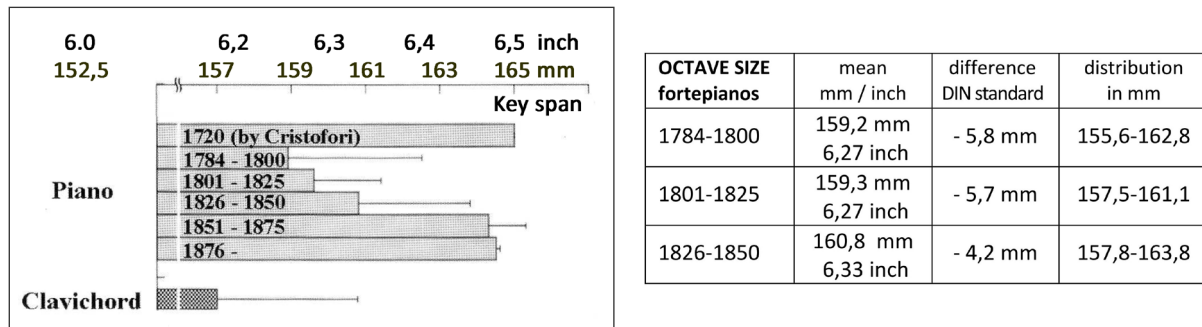 6.0 6,2 6,3 6,4 6,5 inch
152,5 157 159 161 163 165 mm
Key span
1720 (by Cristofori)
1784 - 1800
1801 - 1825
Piano
1826 - 1850
1851 - 1875
1876 -
Clavichord
OCTAVE SIZE fortepianos
mean mm / inch
difference DIN standard
distribution in mm
1784-1800
159,2 mm
6,27 inch
- 5,8 mm
155,6-162,8
1801-1825
159,3 mm
6,27 inch
- 5,7 mm
157,5-161,1
1826-1850
160,8 mm
6,33 inch
- 4,2 mm
157,8-163,8